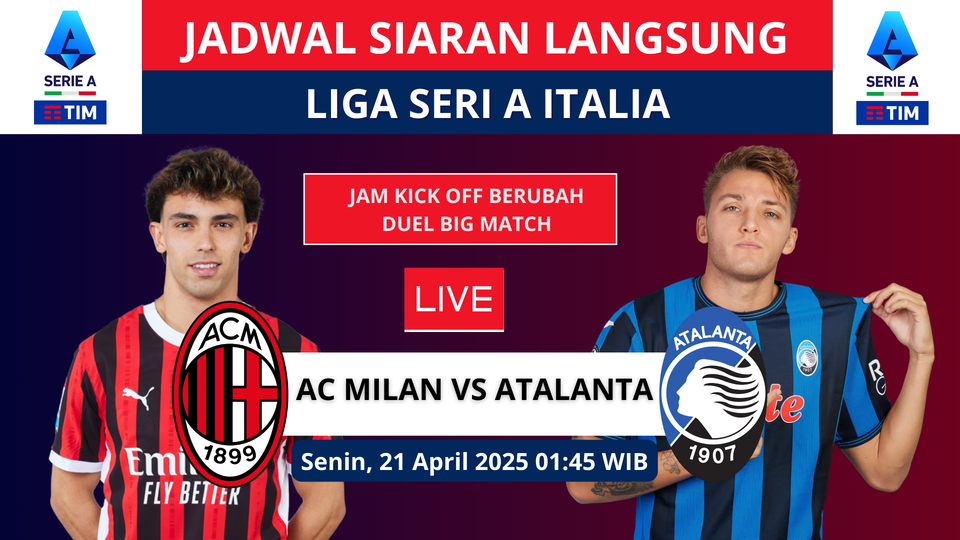 JADWAL SIARAN LANGSUNG
LIGA SERI A ITALIA
SERIE A
TIM
SERIE A
TIM
JAM KICK OFF BERUBAH
DUEL BIG MATCH
LIVE
ACM
1899
AC MILAN VS ATALANTA
ATALANTA
1907
Senin, 21 April 2025 01:45 WIB
FLY BETTER